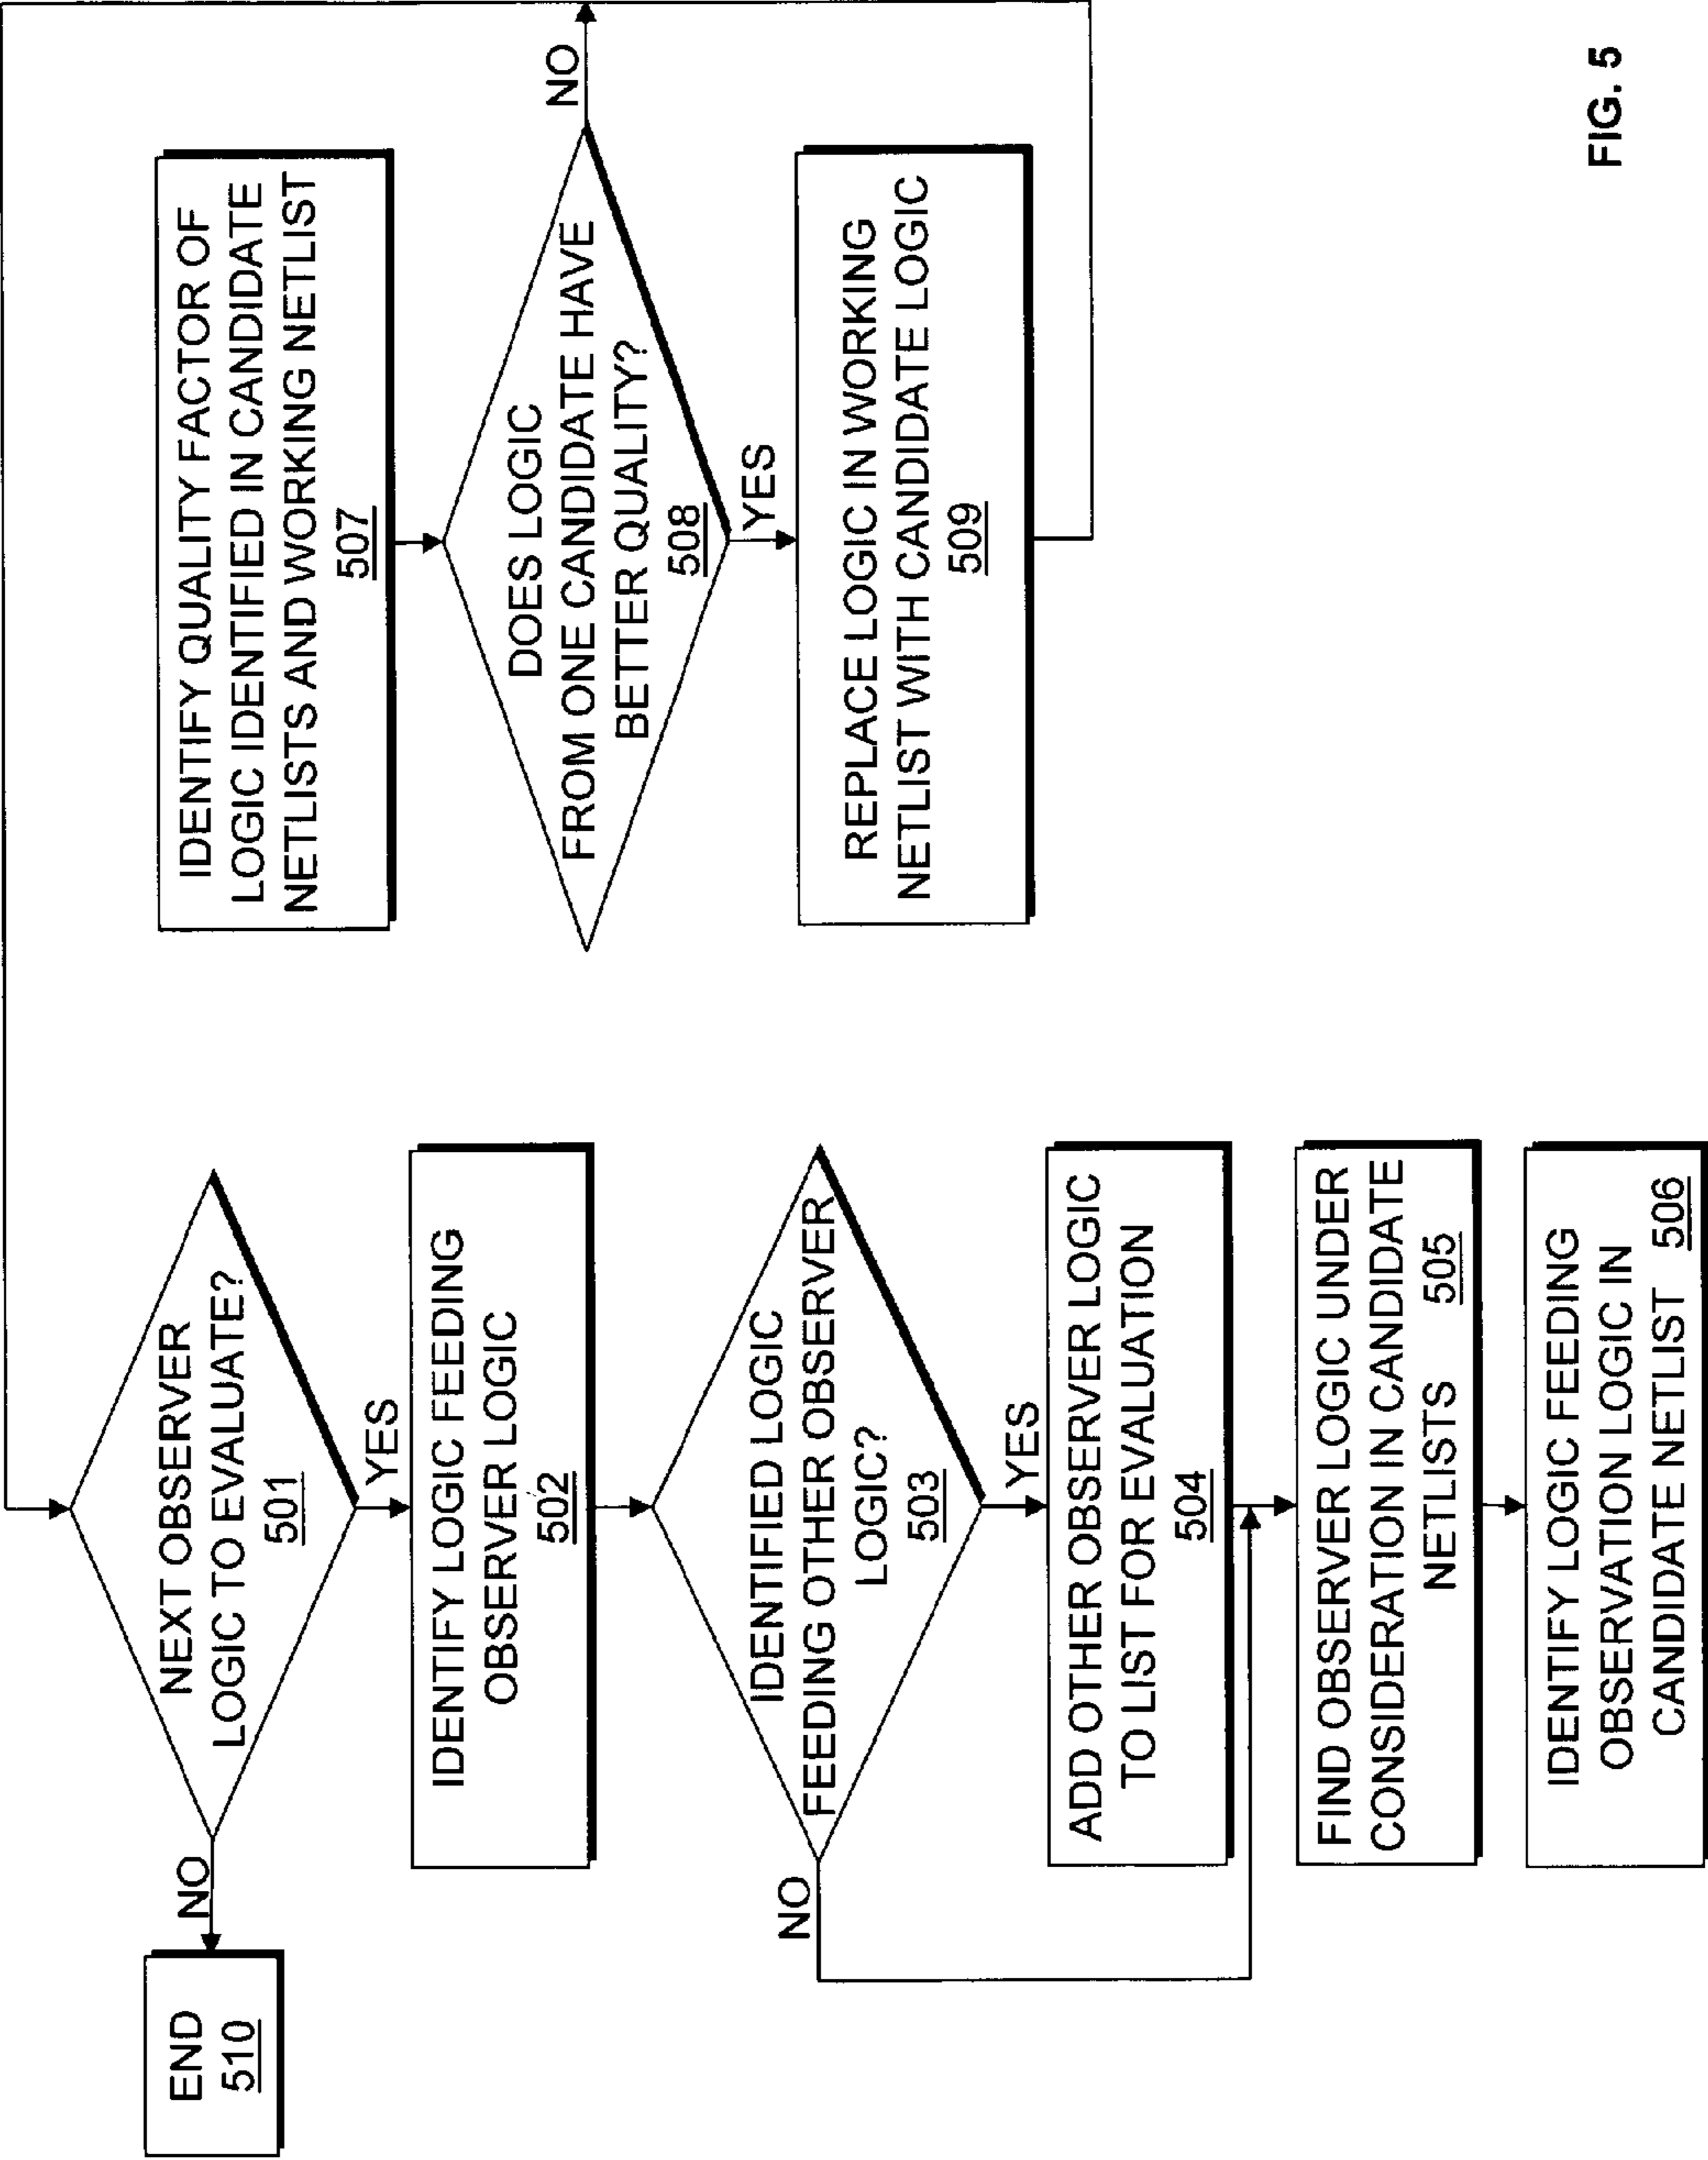 NEXT OBSERVER
LOGIC TO EVALUATE?
501
NO
END
510
YES
IDENTIFY LOGIC FEEDING
OBSERVER LOGIC
502
IDENTIFIED LOGIC
FEEDING OTHER OBSERVER
LOGIC?
503
NO
YES
ADD OTHER OBSERVER LOGIC
TO LIST FOR EVALUATION
504
FIND OBSERVER LOGIC UNDER
CONSIDERATION IN CANDIDATE
NETLISTS 505
IDENTIFY LOGIC FEEDING
OBSERVATION LOGIC IN
CANDIDATE NETLIST 506
IDENTIFY QUALITY FACTOR OF
LOGIC IDENTIFIED IN CANDIDATE
NETLISTS AND WORKING NETLIST
507
DOES LOGIC
FROM ONE CANDIDATE HAVE
BETTER QUALITY?
508
NO
YES
REPLACE LOGIC IN WORKING
NETLIST WITH CANDIDATE LOGIC
509
FIG. 5